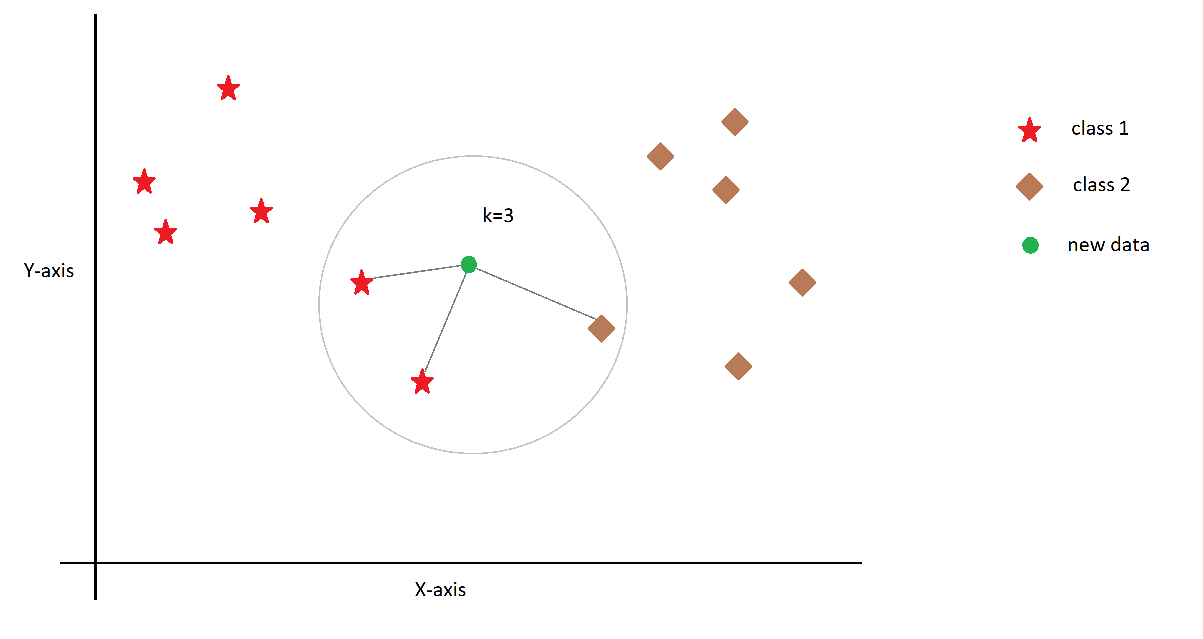 class 1
class 2
k=3
new data
Y-axis
X-axis